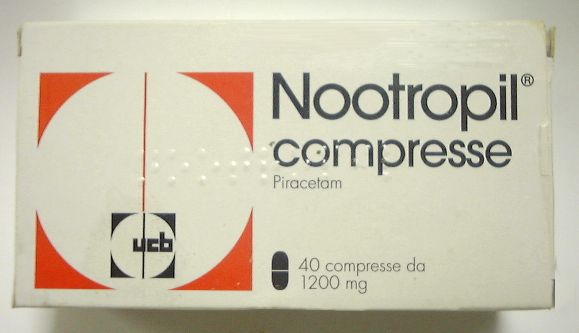 Nootropil®
compresse
Piracetam
ucb
40 compresse da
1200 mg